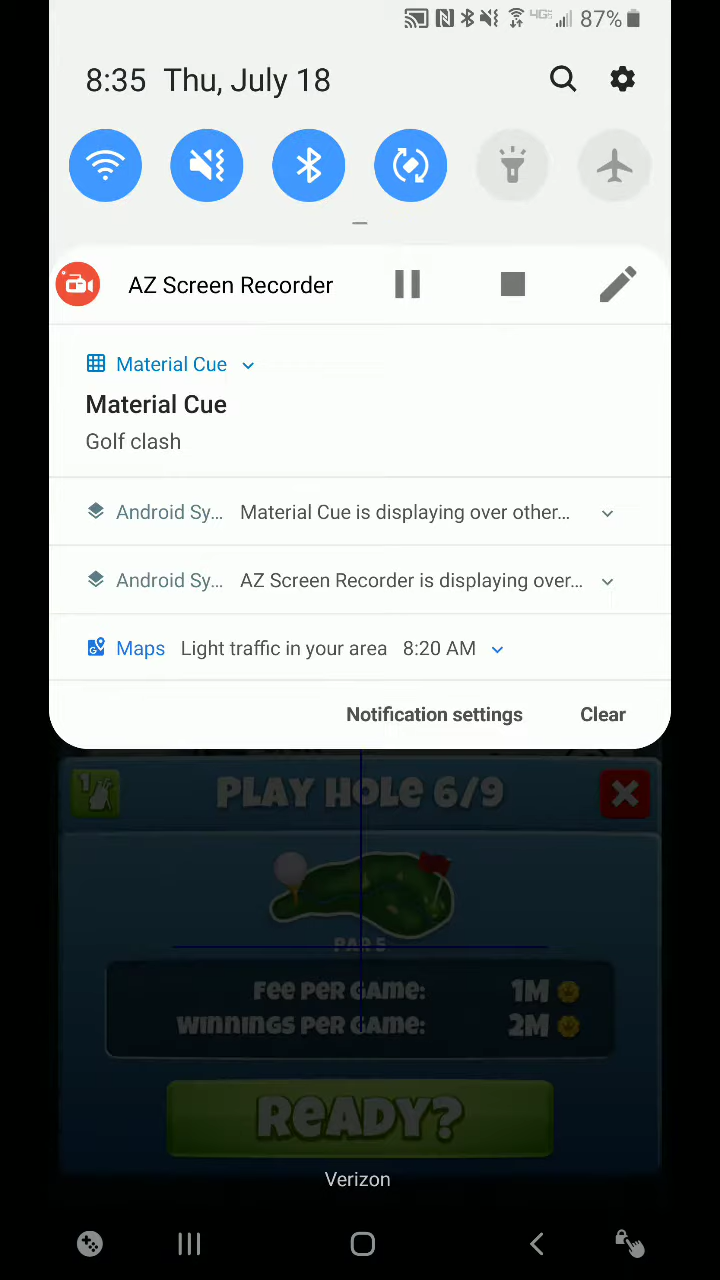 4GE 87%
8:35 Thu, July 18
AZ Screen Recorder
Material Cue
Material Cue
Golf clash
Android Sy... Material Cue is displaying over other...
Android Sy... AZ Screen Recorder is displaying over...
Maps Light traffic in your area 8:20 AM
Notification settings Clear
1
PLAY HOLE 6/9
PAR 5
Fee per game: 1M
Winnings per game: 2M
READY?
Verizon